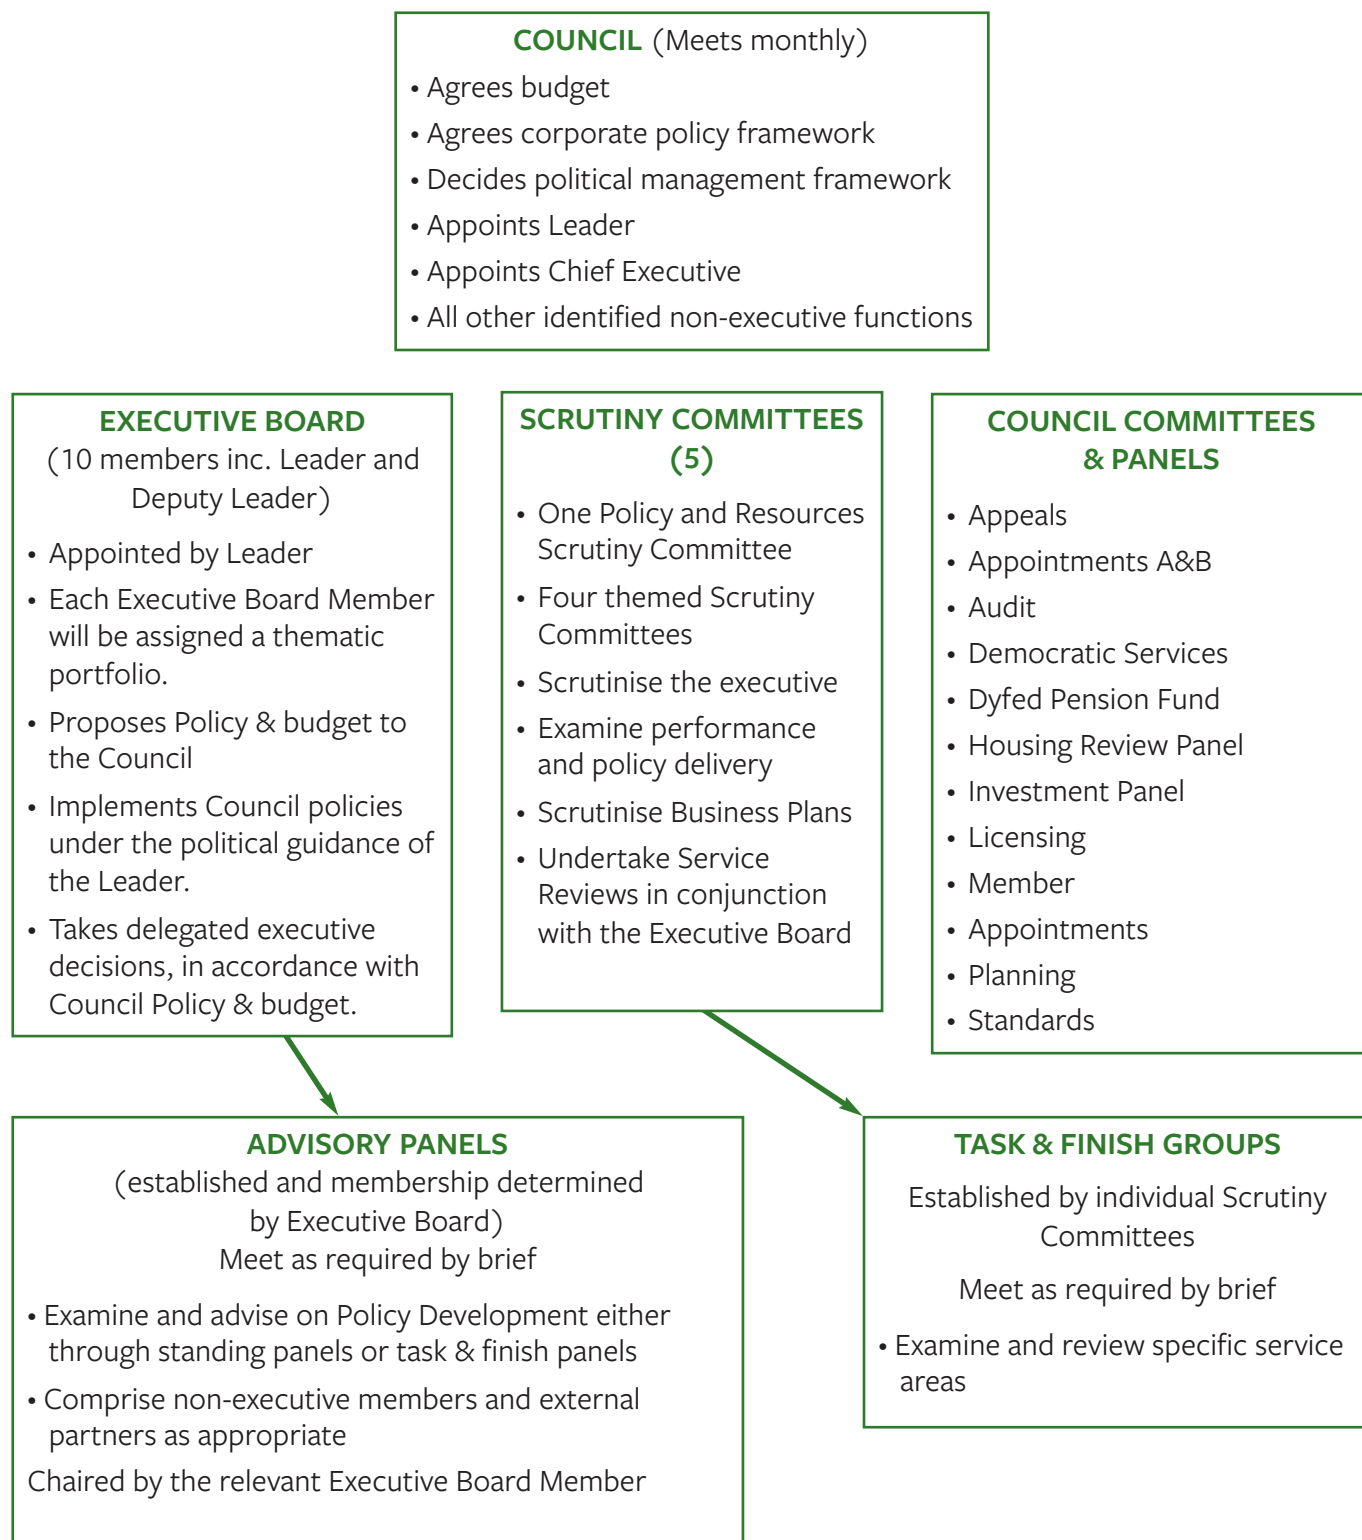 COUNCIL (Meets monthly)
• Agrees budget
• Agrees corporate policy framework
• Decides political management framework
• Appoints Leader
• Appoints Chief Executive
• All other identified non-executive functions
EXECUTIVE BOARD
(10 members inc. Leader and
Deputy Leader)
• Appointed by Leader
• Each Executive Board Member
will be assigned a thematic
portfolio.
• Proposes Policy & budget to
the Council
• Implements Council policies
under the political guidance of
the Leader.
• Takes delegated executive
decisions, in accordance with
Council Policy & budget.
SCRUTINY COMMITTEES
(5)
• One Policy and Resources
Scrutiny Committee
• Four themed Scrutiny
Committees
• Scrutinise the executive
• Examine performance
and policy delivery
• Scrutinise Business Plans
• Undertake Service
Reviews in conjunction
with the Executive Board
COUNCIL COMMITTEES
& PANELS
• Appeals
• Appointments A&B
• Audit
• Democratic Services
• Dyfed Pension Fund
• Housing Review Panel
• Investment Panel
• Licensing
• Member
• Appointments
• Planning
• Standards
ADVISORY PANELS
(established and membership determined
by Executive Board)
Meet as required by brief
• Examine and advise on Policy Development either
through standing panels or task & finish panels
• Comprise non-executive members and external
partners as appropriate
Chaired by the relevant Executive Board Member
TASK & FINISH GROUPS
Established by individual Scrutiny
Committees
Meet as required by brief
• Examine and review specific service
areas